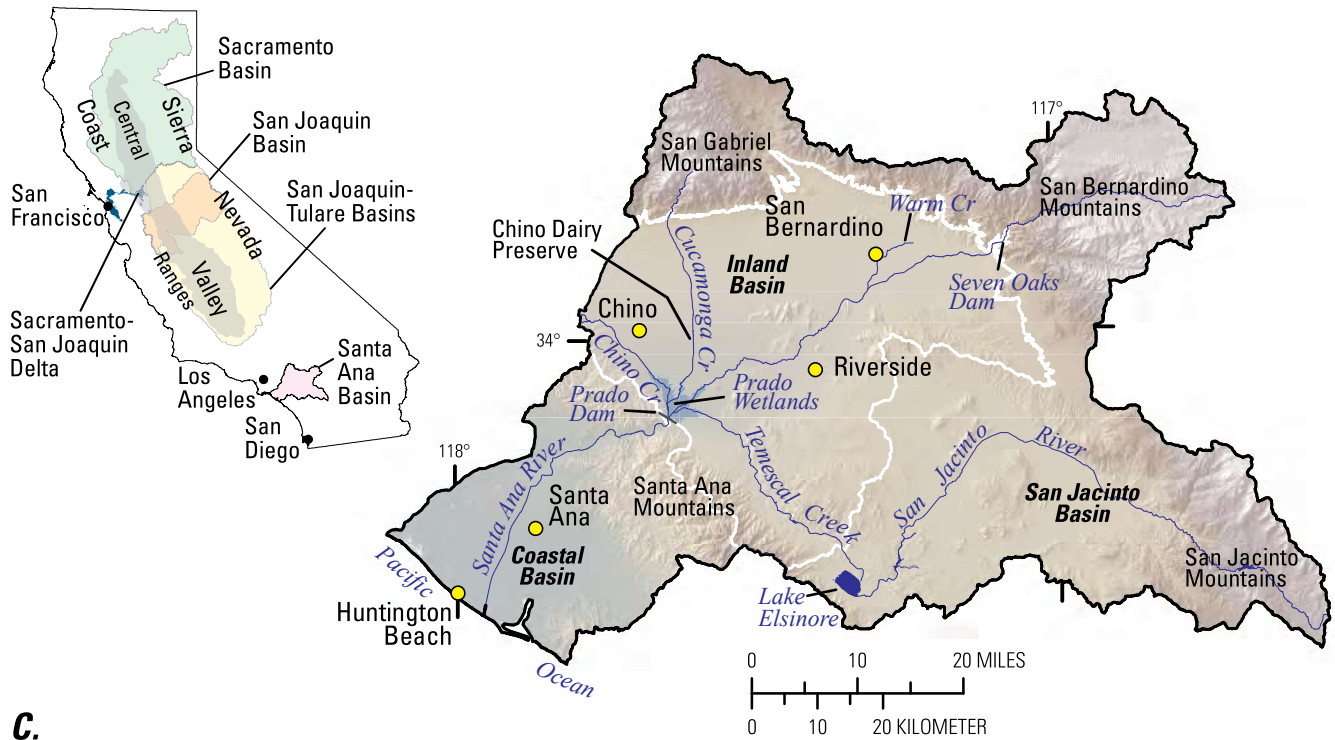 Sacramento
Basin
Coast
Central
Sierra
San Joaquin
Basin
San
Francisco
Nevada
San Joaquin-
Tulare Basins
Ranges
Valley
Sacramento-
San Joaquin
Delta
Los
Angeles
Santa
Ana
Basin
San
Diego
117°
San Gabriel
Mountains
San Bernardino
Mountains
San
Bernardino
Warm Cr
Chino Dairy
Preserve
Cucamonga Cr
Inland
Basin
Seven Oaks
Dam
Chino
34°
Chino Cr
Riverside
Prado
Dam
Prado
Wetlands
118°
Santa Ana River
Temescal Creek
San Jacinto River
Santa Ana
Mountains
San Jacinto
Basin
Santa
Ana
Coastal
Basin
San Jacinto
Mountains
Pacific
Ocean
Huntington
Beach
Lake
Elsinore
0 10 20 MILES
0 10 20 KILOMETER
C.